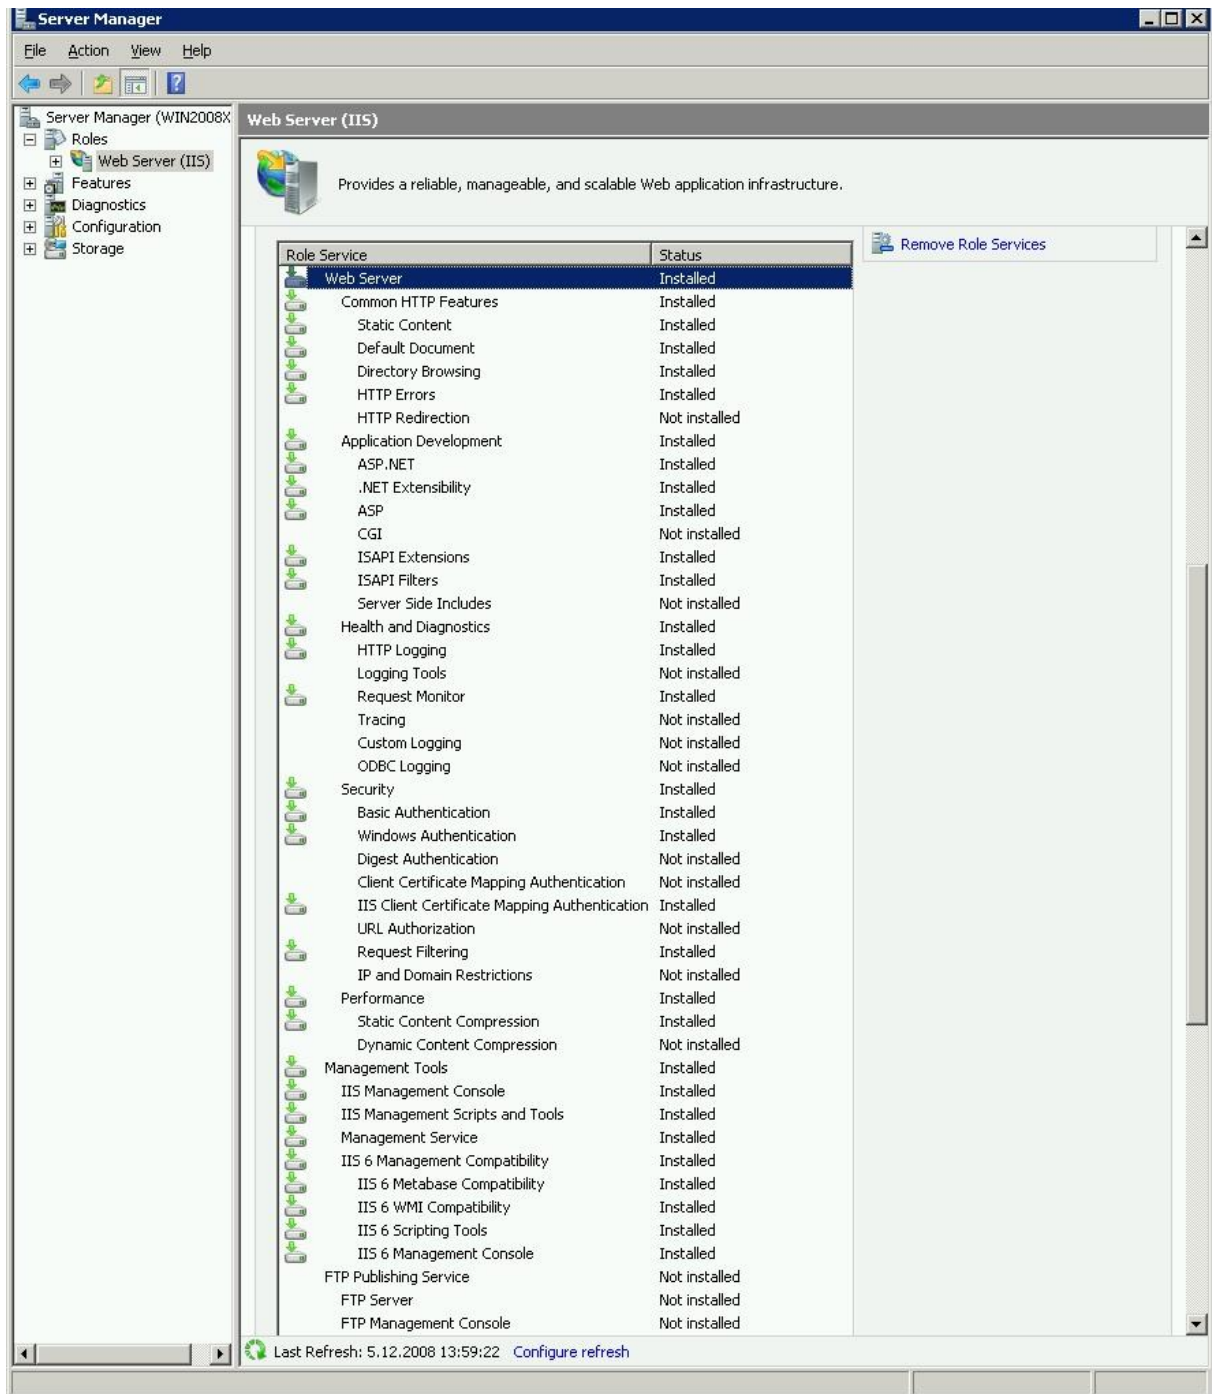 Server Manager
File Action View Help
Server Manager (WIN2008X
Roles
Web Server (IIS)
Features
Diagnostics
Configuration
Storage
Web Server (IIS)
Provides a reliable, manageable, and scalable Web application infrastructure.
Remove Role Services
Role Service Status
Web Server Installed
Common HTTP Features Installed
Static Content Installed
Default Document Installed
Directory Browsing Installed
HTTP Errors Installed
HTTP Redirection Not installed
Application Development Installed
ASP.NET Installed
.NET Extensibility Installed
ASP Installed
CGI Not installed
ISAPI Extensions Installed
ISAPI Filters Installed
Server Side Includes Not installed
Health and Diagnostics Installed
HTTP Logging Installed
Logging Tools Not installed
Request Monitor Installed
Tracing Not installed
Custom Logging Not installed
ODBC Logging Not installed
Security Installed
Basic Authentication Installed
Windows Authentication Installed
Digest Authentication Not installed
Client Certificate Mapping Authentication Not installed
IIS Client Certificate Mapping Authentication Installed
URL Authorization Not installed
Request Filtering Installed
IP and Domain Restrictions Not installed
Performance Installed
Static Content Compression Installed
Dynamic Content Compression Not installed
Management Tools Installed
IIS Management Console Installed
IIS Management Scripts and Tools Installed
Management Service Installed
IIS 6 Management Compatibility Installed
IIS 6 Metabase Compatibility Installed
IIS 6 WMI Compatibility Installed
IIS 6 Scripting Tools Installed
IIS 6 Management Console Installed
FTP Publishing Service Not installed
FTP Server Not installed
FTP Management Console Not installed
Last Refresh: 5.12.2008 13:59:22 Configure refresh